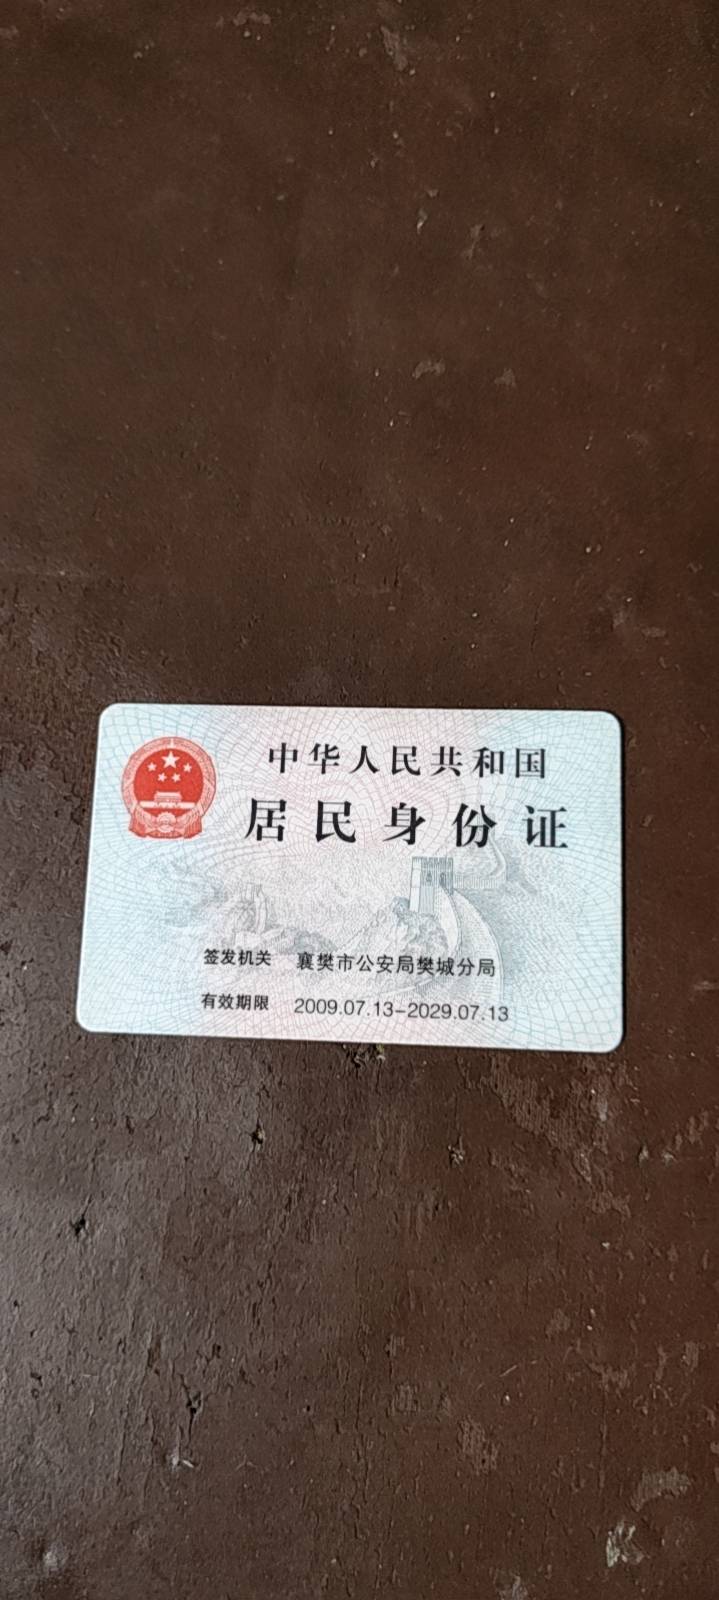 中华人民共和国
居民身份证
签发机关 襄樊市公安局樊城分局
有效期限 2009.07.13-2029.07.13